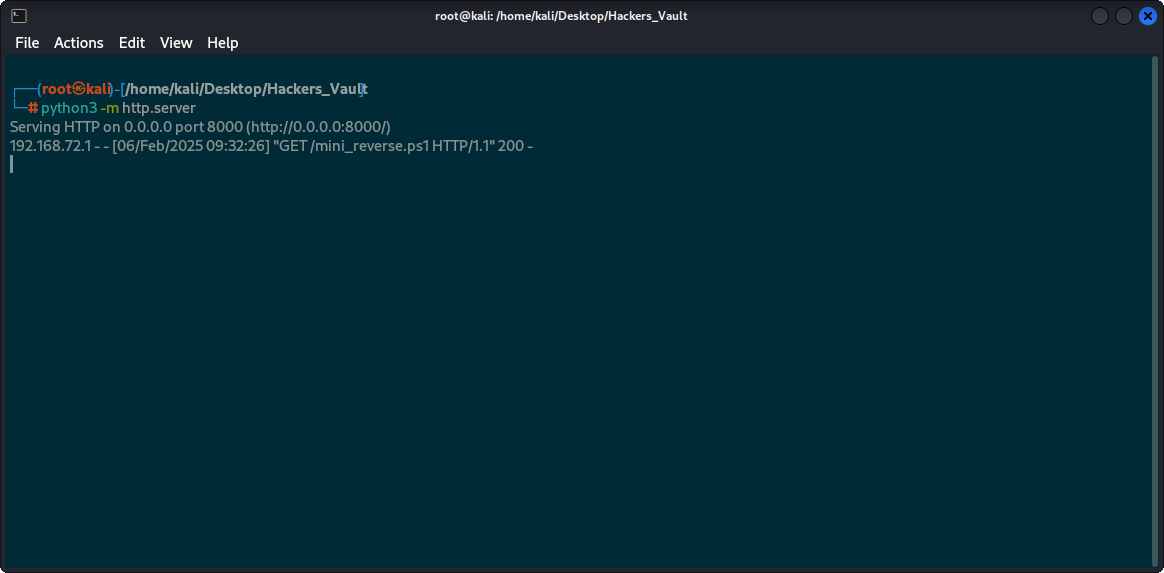 root@kali: /home/kali/Desktop/Hackers_Vault
File Actions Edit View Help
┌──(root㉿kali)-[/home/kali/Desktop/Hackers_Vault]
└─# python3 -m http.server
Serving HTTP on 0.0.0.0 port 8000 (http://0.0.0.0:8000/)
192.168.72.1 - - [06/Feb/2025 09:32:26] "GET /mini_reverse.ps1 HTTP/1.1" 200 -